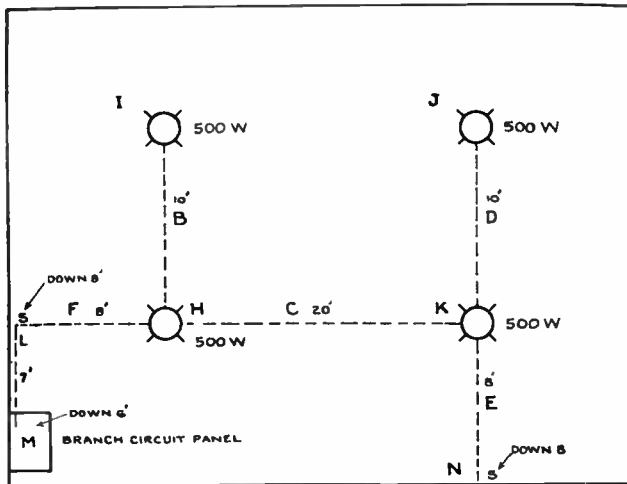 I
500 W
J
500 W
10'
B
10'
D
DOWN 8'
S
L
F 8'
H
500 W
C 20'
K
500 W
7'
8'
E
DOWN 6'
M
BRANCH CIRCUIT PANEL
DOWN 8
N
S